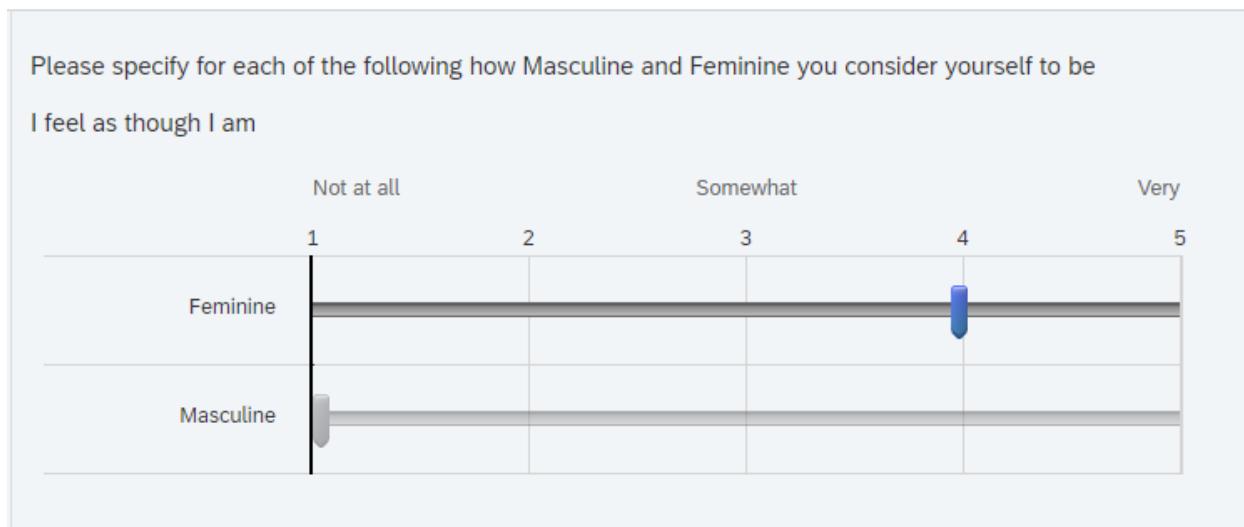 Please specify for each of the following how Masculine and Feminine you consider yourself to be
I feel as though I am
Not at all Somewhat Very
1 2 3 4 5
Feminine
Masculine